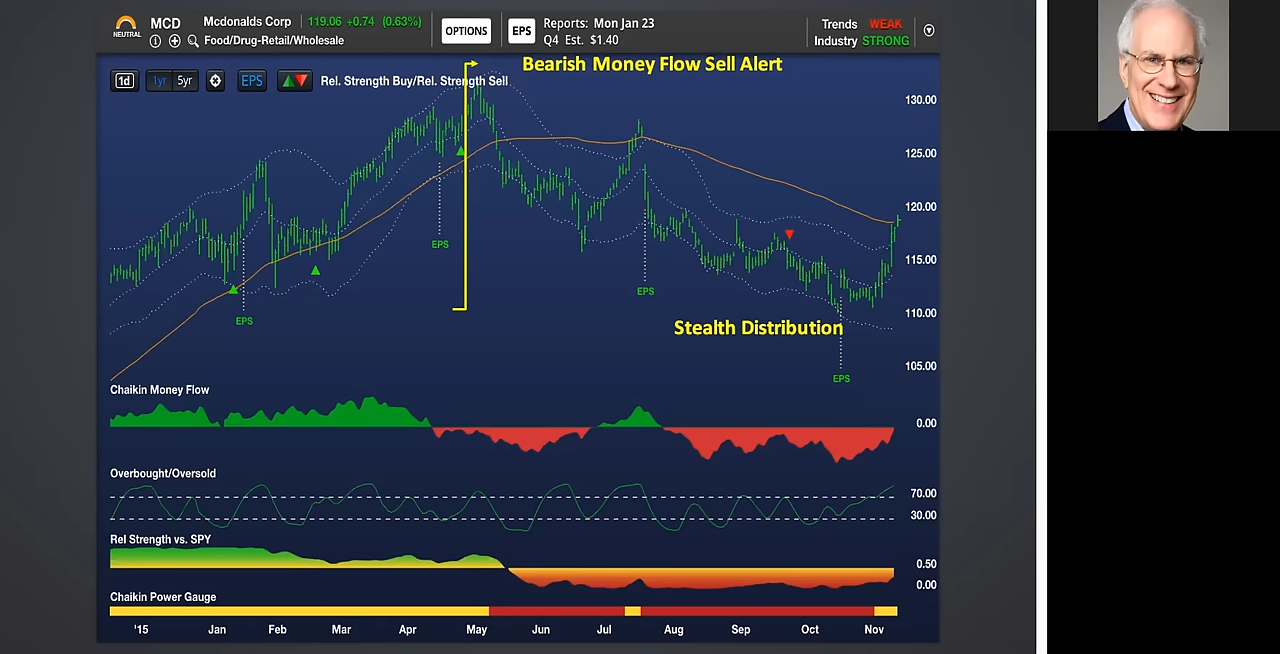 MCD Mcdonalds Corp 119.06 +0.74 (0.63%)
NEUTRAL
Food/Drug-Retail/Wholesale
OPTIONS
EPS
Reports: Mon Jan 23
Q4 Est. $1.40
Trends WEAK
Industry STRONG
Bearish Money Flow Sell Alert
1d 1yr 5yr EPS Rel. Strength Buy/Rel. Strength Sell
130.00
125.00
120.00
115.00
110.00
105.00
EPS
EPS
EPS
Stealth Distribution
EPS
Chaikin Money Flow
0.00
Overbought/Oversold
70.00
30.00
Rel Strength vs. SPY
0.50
0.00
Chaikin Power Gauge
'15 Jan Feb Mar Apr May Jun Jul Aug Sep Oct Nov